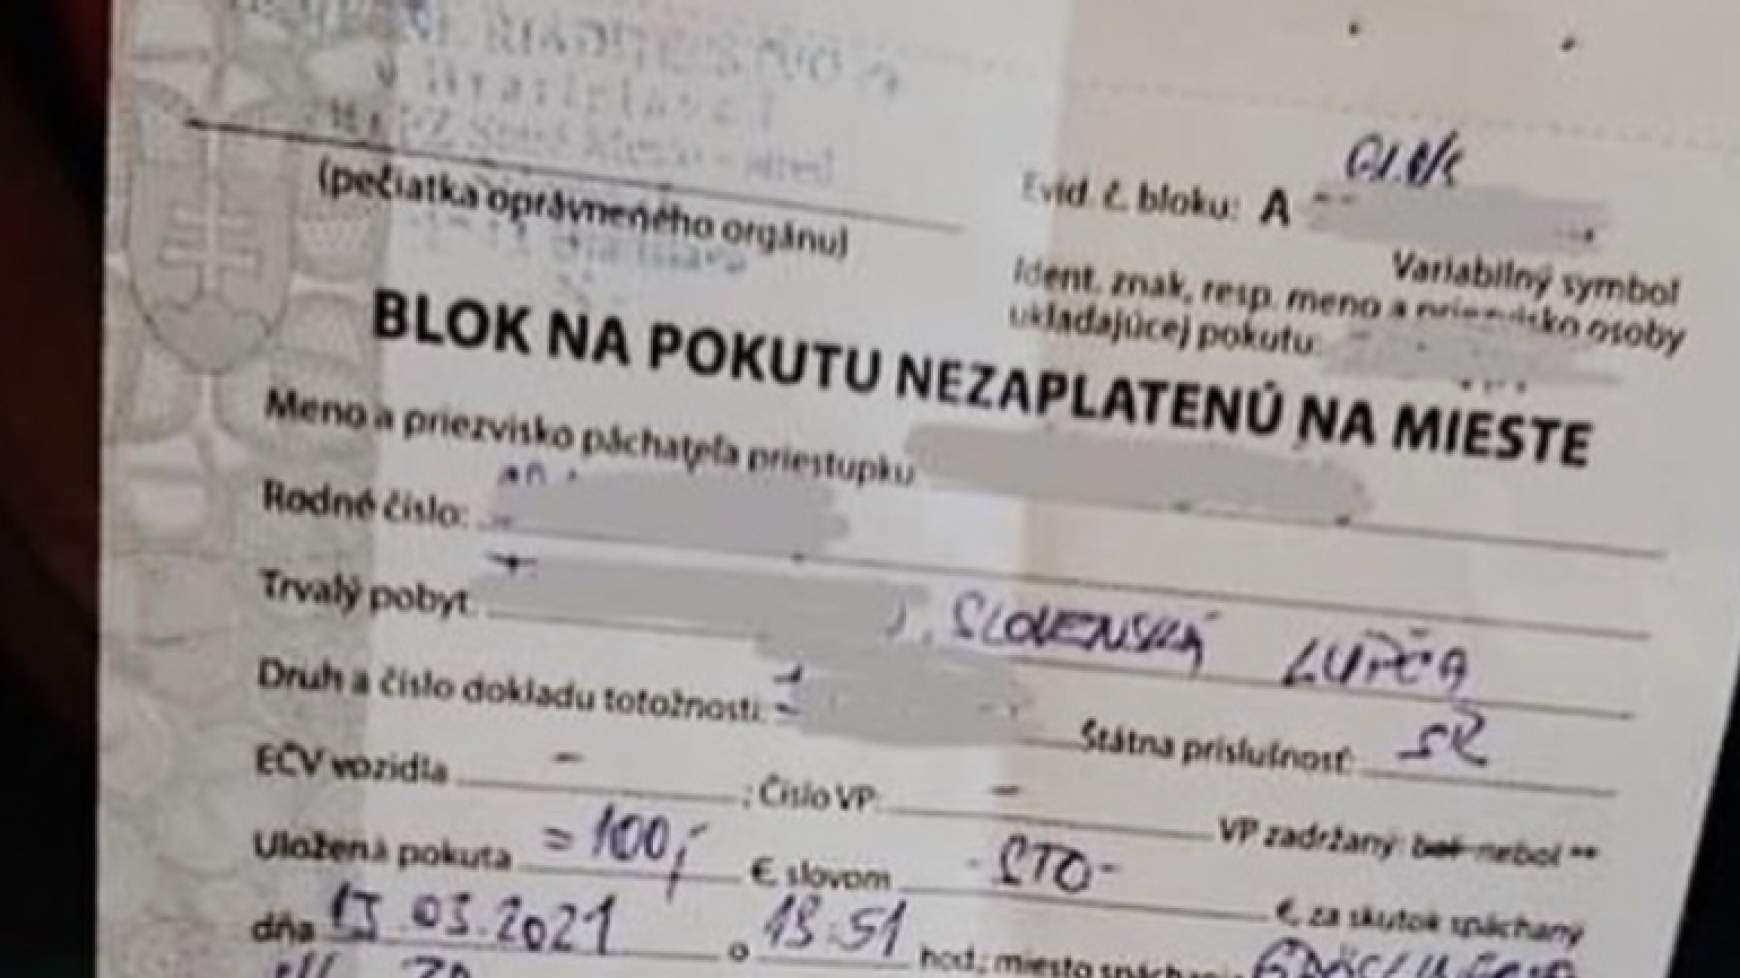 (pečiatka oprávneného orgánu)
Evid. č. bloku: A
Variabilný symbol
Ident. znak, resp. meno a priezvisko osoby
ukladajúcej pokutu:
BLOK NA POKUTU NEZAPLATENÚ NA MIESTE
Meno a priezvisko páchateľa priestupku
Rodné číslo:
Trvalý pobyt: , SLOVENSKÁ ĽUPČA
Druh a číslo dokladu totožnosti: Štátna príslušnosť: SR
EČV vozidla - ; Číslo VP: - VP zadržaný: bol nebol **
Uložená pokuta =100,- € slovom -STO- €, za skutok spáchaný
dňa 13.03.2021 o 18:51 hod.; miesto spáchania